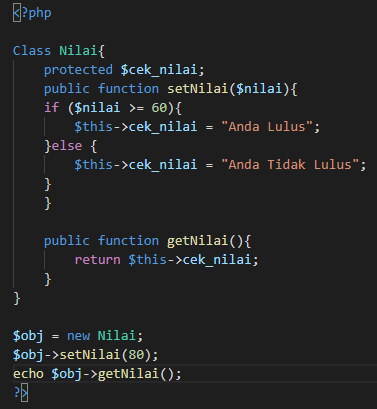 <?php
Class Nilai{
    protected $cek_nilai;
    public function setNilai($nilai){
    if ($nilai >= 60){
        $this->cek_nilai = "Anda Lulus";
    }else {
        $this->cek_nilai = "Anda Tidak Lulus";
    }
    }
    public function getNilai(){
        return $this->cek_nilai;
    }
}
$obj = new Nilai;
$obj->setNilai(80);
echo $obj->getNilai();
?>